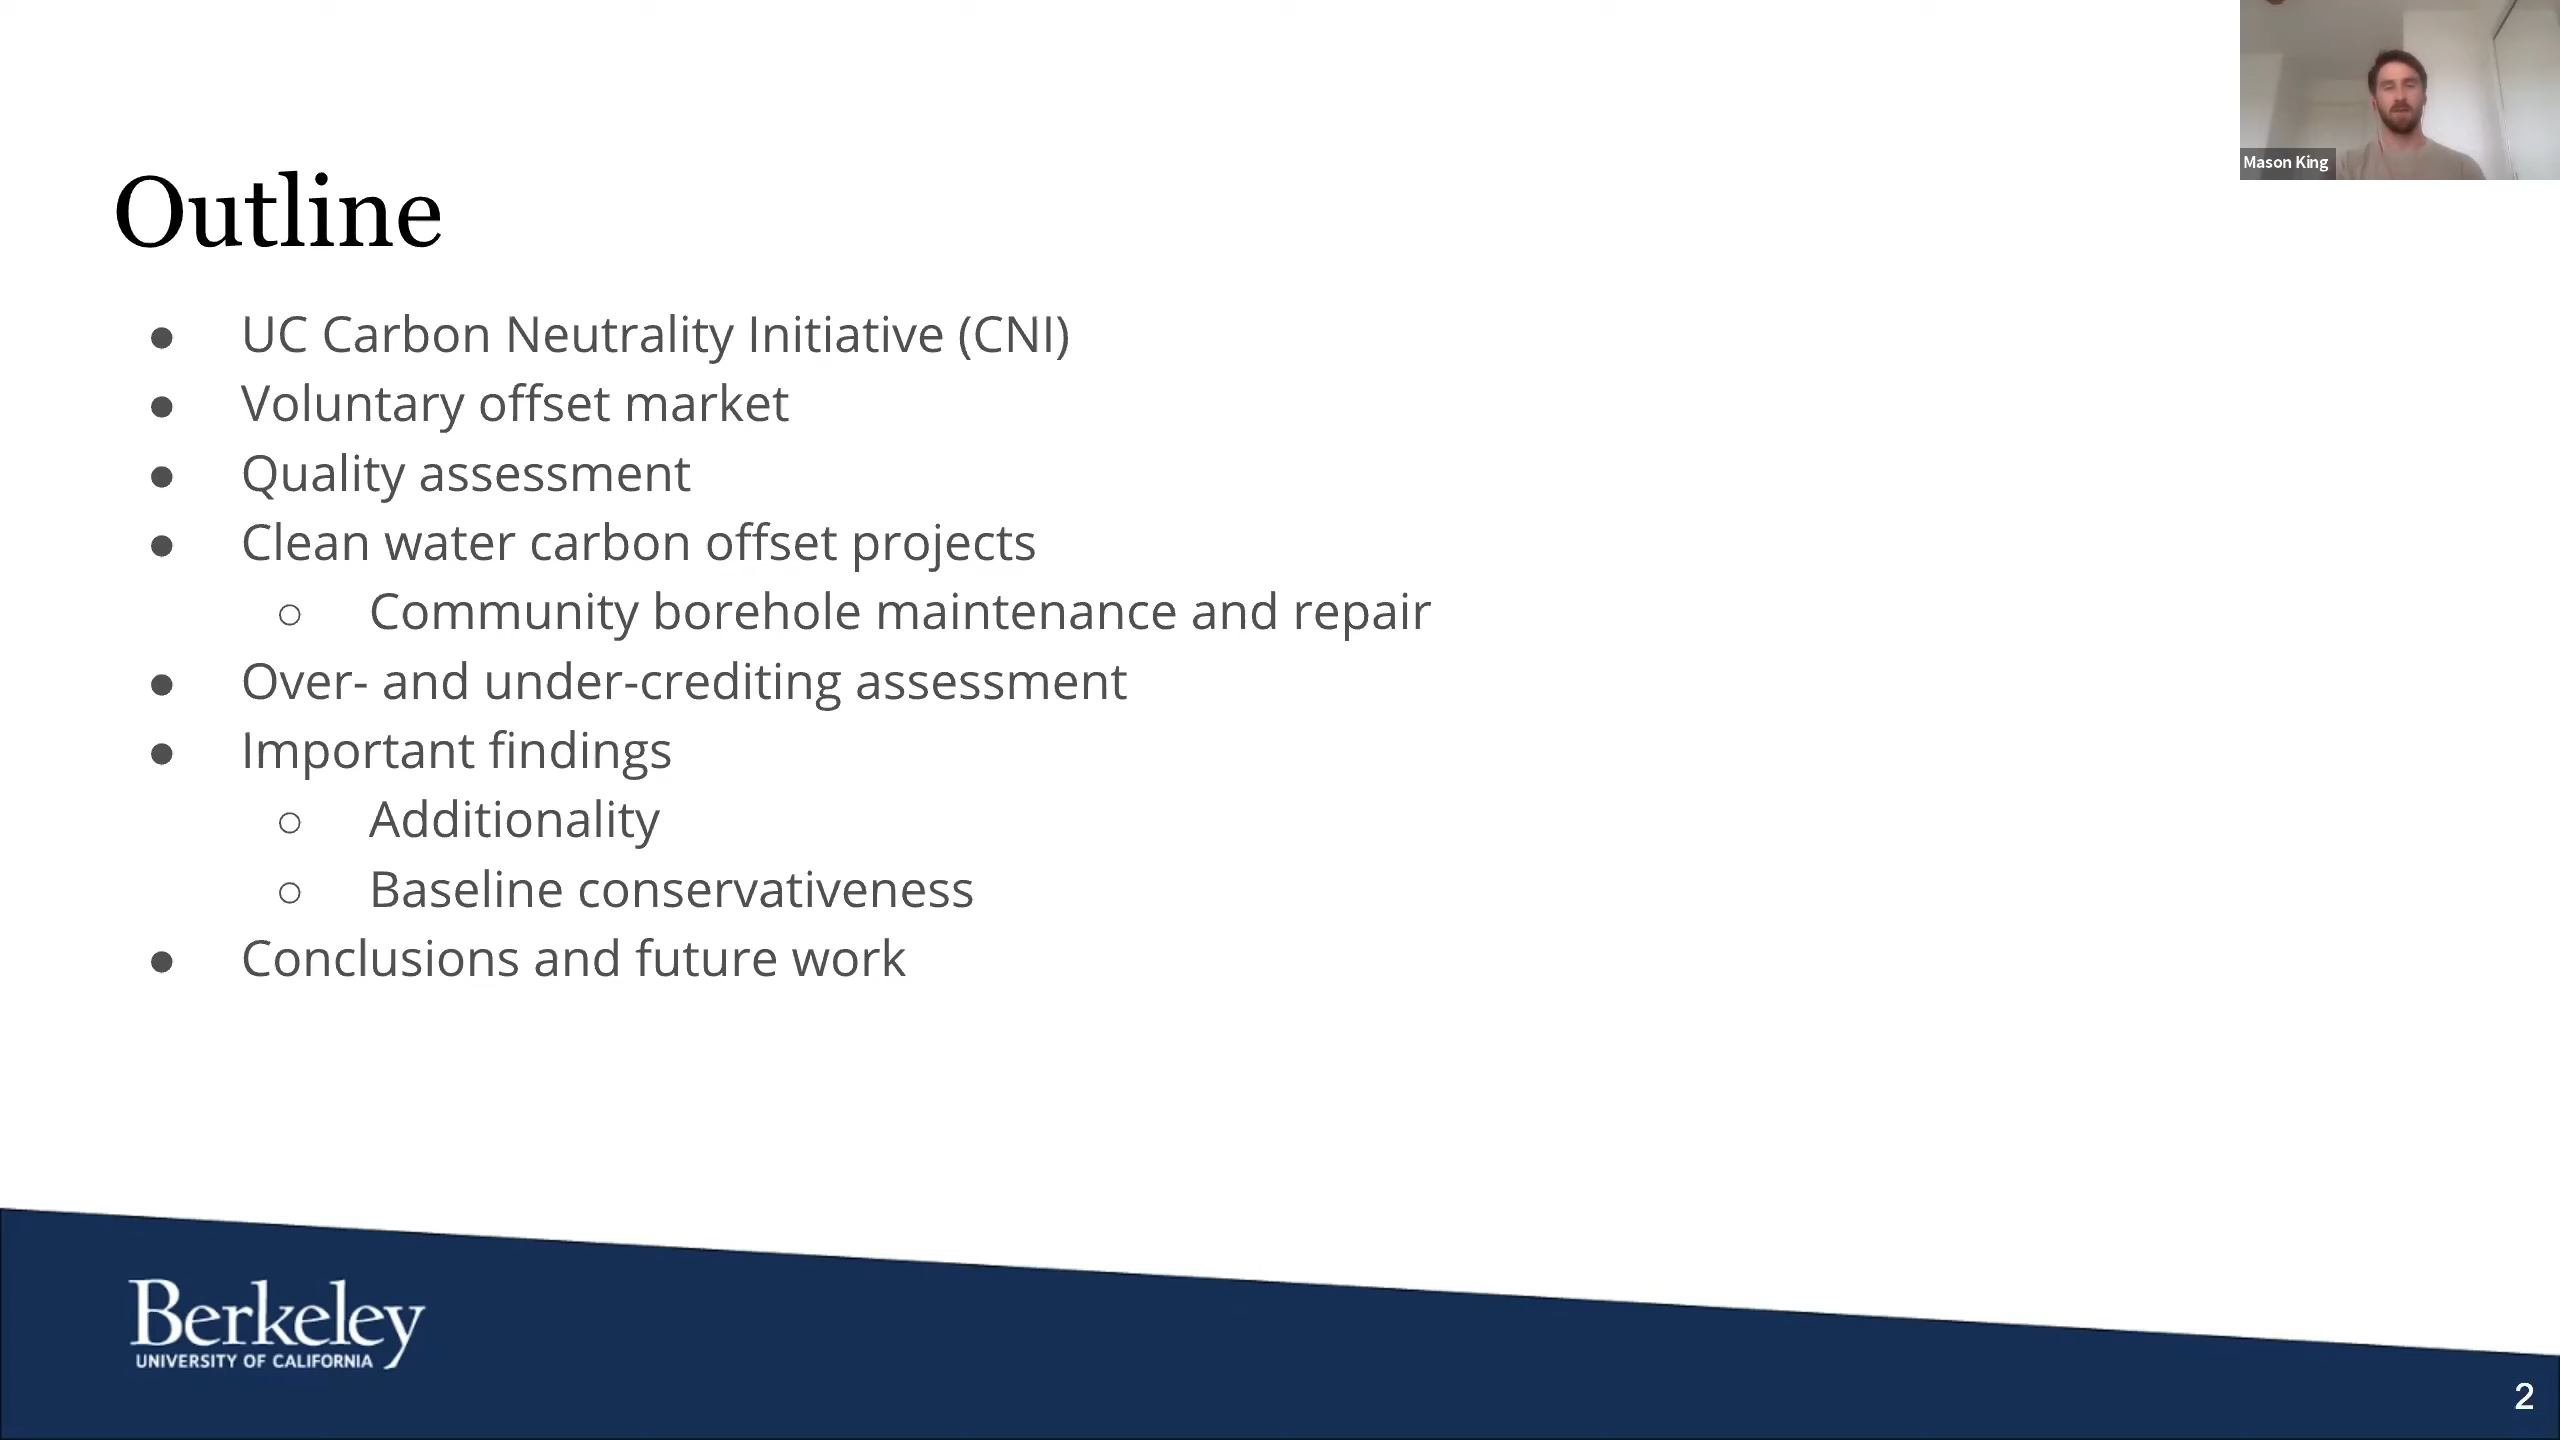 Mason King
Outline
● UC Carbon Neutrality Initiative (CNI)
● Voluntary offset market
● Quality assessment
● Clean water carbon offset projects
○ Community borehole maintenance and repair
● Over- and under-crediting assessment
● Important findings
○ Additionality
○ Baseline conservativeness
● Conclusions and future work
Berkeley
UNIVERSITY OF CALIFORNIA
2